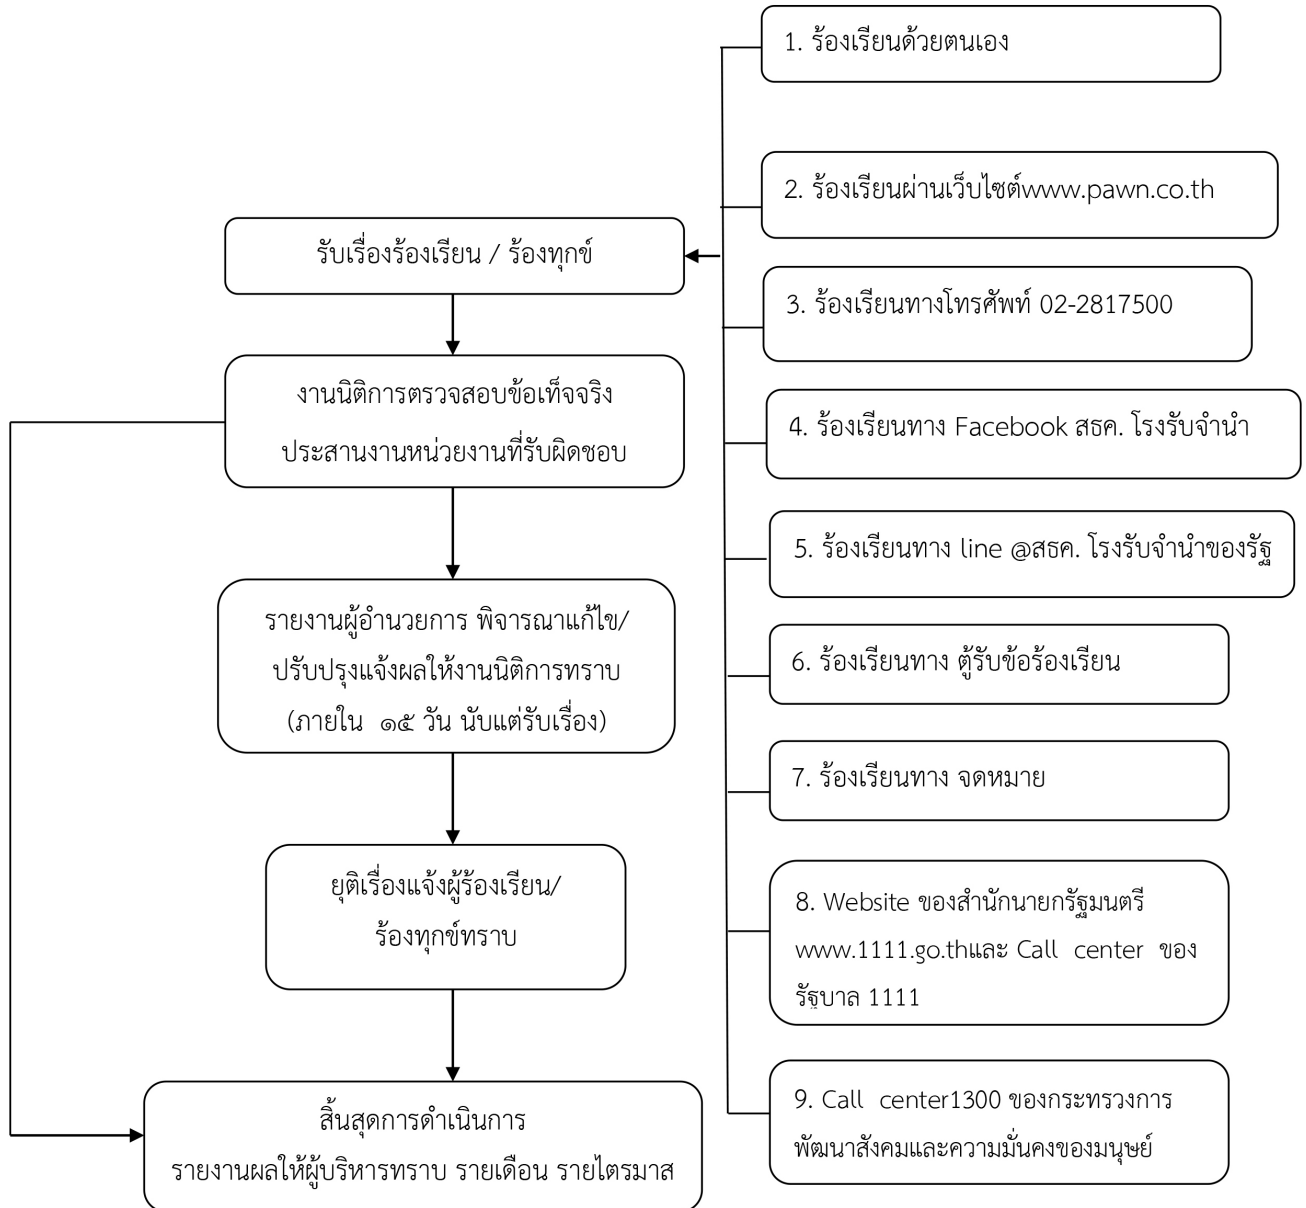 รับเรื่องร้องเรียน / ร้องทุกข์
งานนิติการตรวจสอบข้อเท็จจริง
ประสานงานหน่วยงานที่รับผิดชอบ
รายงานผู้อำนวยการ พิจารณาแก้ไข/
ปรับปรุงแจ้งผลให้งานนิติการทราบ
(ภายใน ๑๕ วัน นับแต่รับเรื่อง)
ยุติเรื่องแจ้งผู้ร้องเรียน/
ร้องทุกข์ทราบ
สิ้นสุดการดำเนินการ
รายงานผลให้ผู้บริหารทราบ รายเดือน รายไตรมาส
1. ร้องเรียนด้วยตนเอง
2. ร้องเรียนผ่านเว็บไซต์www.pawn.co.th
3. ร้องเรียนทางโทรศัพท์ 02-2817500
4. ร้องเรียนทาง Facebook สธค. โรงรับจำนำ
5. ร้องเรียนทาง line @สธค. โรงรับจำนำของรัฐ
6. ร้องเรียนทาง ตู้รับข้อร้องเรียน
7. ร้องเรียนทาง จดหมาย
8. Website ของสำนักนายกรัฐมนตรี
www.1111.go.thและ Call center ของ
รัฐบาล 1111
9. Call center1300 ของกระทรวงการ
พัฒนาสังคมและความมั่นคงของมนุษย์